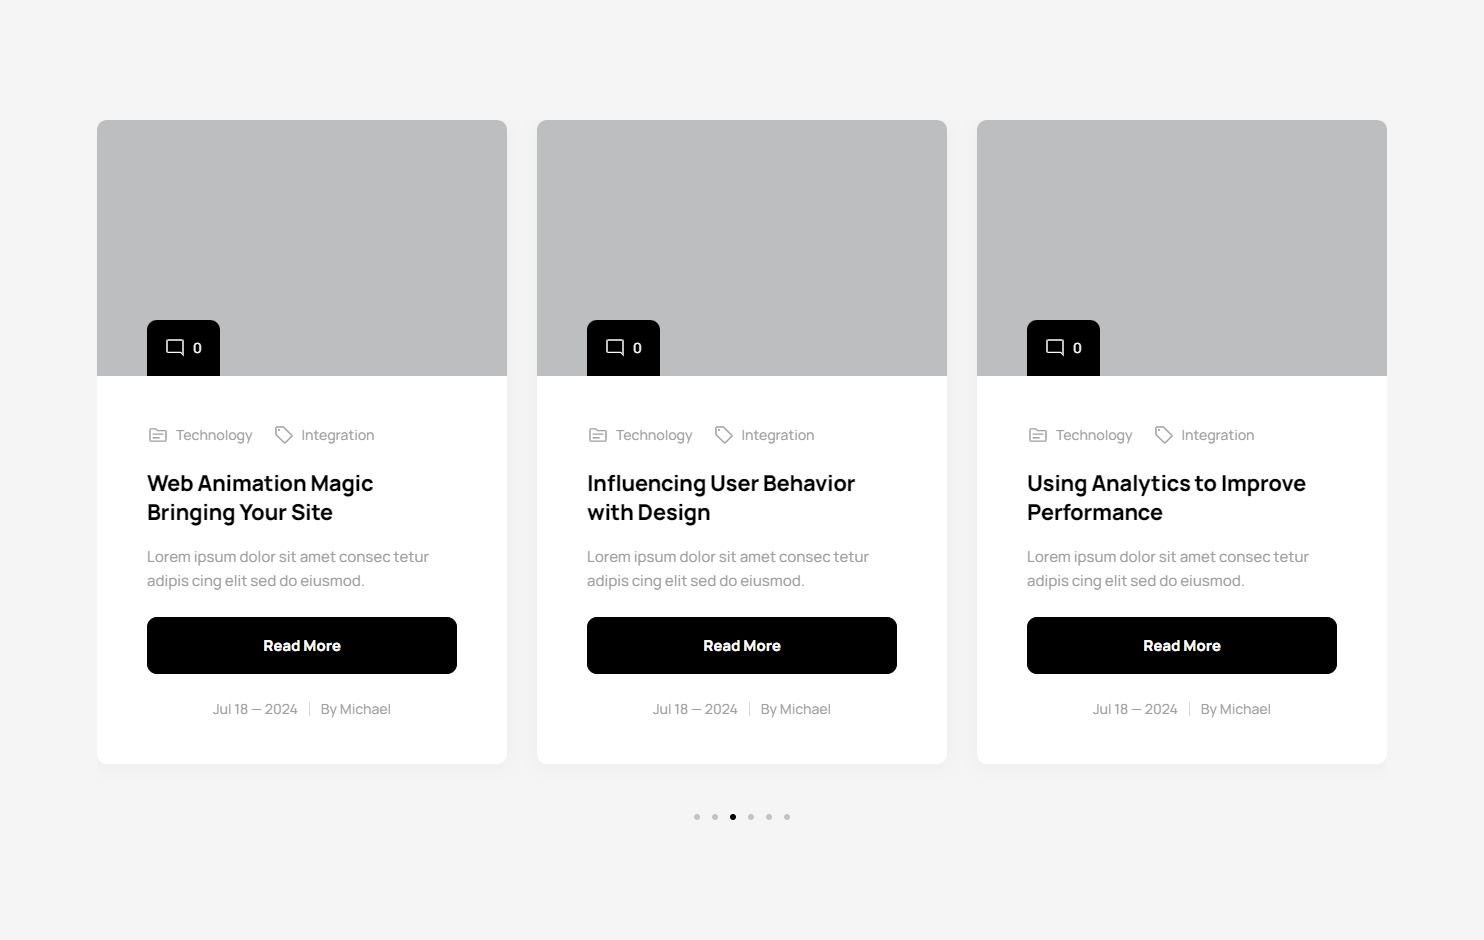 0
Technology Integration
Web Animation Magic
Bringing Your Site
Lorem ipsum dolor sit amet consec tetur
adipis cing elit sed do eiusmod.
Read More
Jul 18 — 2024 By Michael
0
Technology Integration
Influencing User Behavior
with Design
Lorem ipsum dolor sit amet consec tetur
adipis cing elit sed do eiusmod.
Read More
Jul 18 — 2024 By Michael
0
Technology Integration
Using Analytics to Improve
Performance
Lorem ipsum dolor sit amet consec tetur
adipis cing elit sed do eiusmod.
Read More
Jul 18 — 2024 By Michael